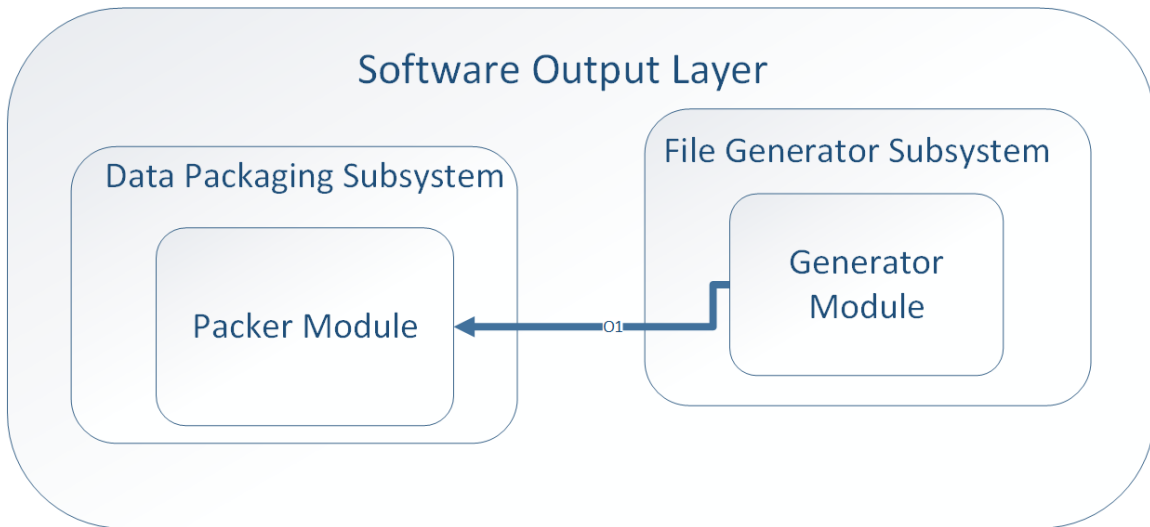 Software Output Layer
Data Packaging Subsystem
Packer Module
O1
File Generator Subsystem
Generator
Module